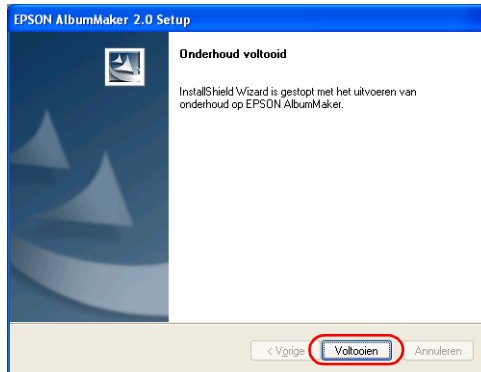 EPSON AlbumMaker 2.0 Setup
Onderhoud voltooid
InstallShield Wizard is gestopt met het uitvoeren van
onderhoud op EPSON AlbumMaker.
< Vorige Voltooien Annuleren